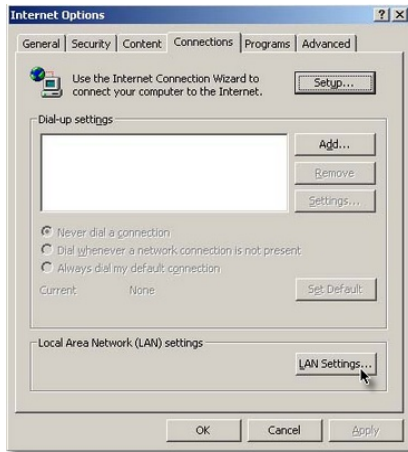 Internet Options
General Security Content Connections Programs Advanced
Use the Internet Connection Wizard to
connect your computer to the Internet.
Setup...
Dial-up settings
Add...
Remove
Settings...
Never dial a connection
Dial whenever a network connection is not present
Always dial my default connection
Current None
Set Default
Local Area Network (LAN) settings
LAN Settings...
OK Cancel Apply